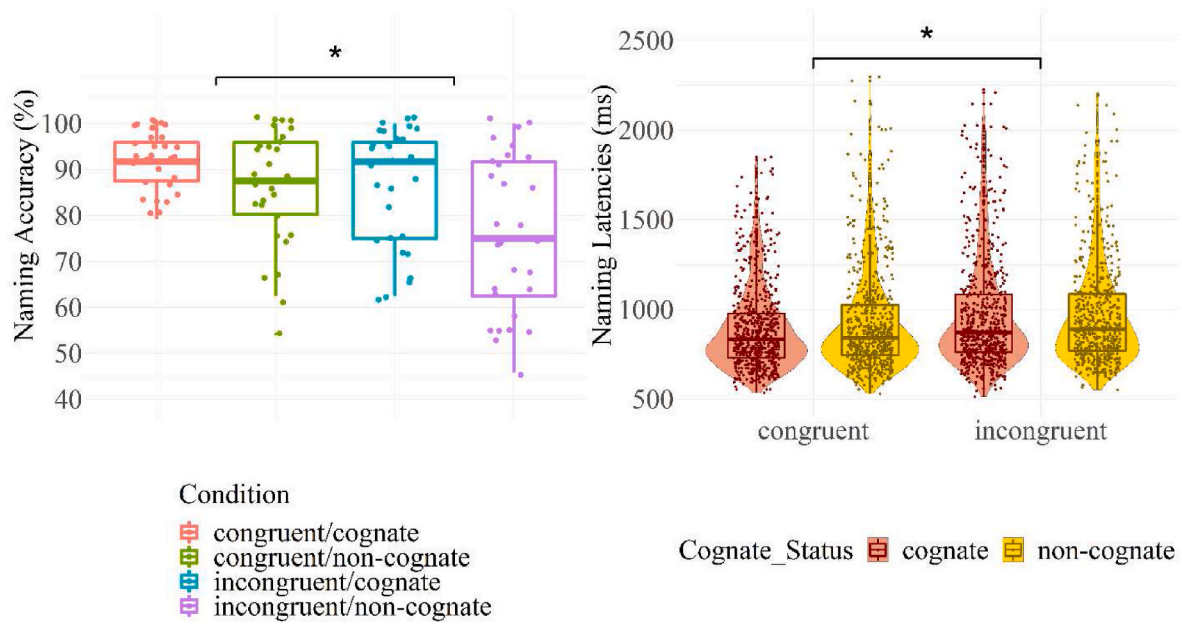 *
Naming Accuracy (%)
100
90
80
70
60
50
40
Condition
congruent/cognate
congruent/non-cognate
incongruent/cognate
incongruent/non-cognate
*
Naming Latencies (ms)
2500
2000
1500
1000
500
congruent incongruent
Cognate_Status cognate non-cognate